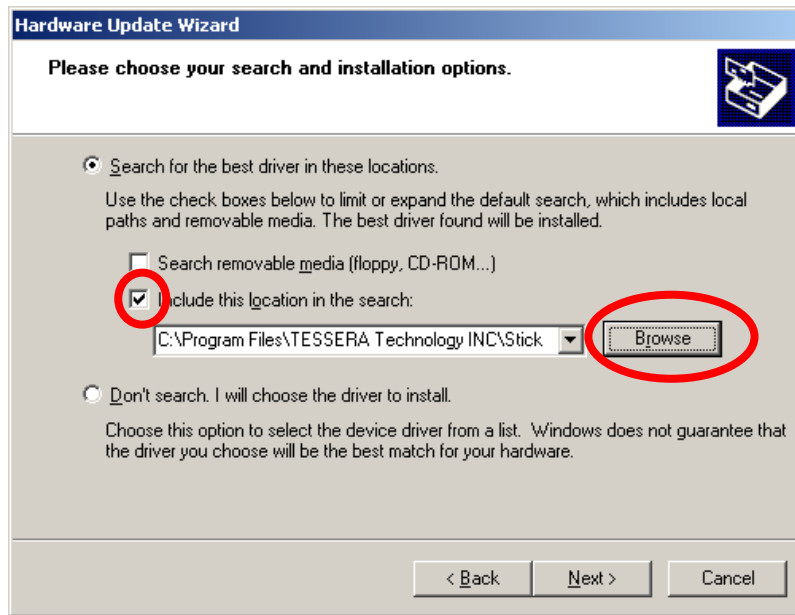 Hardware Update Wizard
Please choose your search and installation options.
Search for the best driver in these locations.
Use the check boxes below to limit or expand the default search, which includes local
paths and removable media. The best driver found will be installed.
Search removable media (floppy, CD-ROM...)
Include this location in the search:
C:\Program Files\TESSERA Technology INC\Stick
Browse
Don't search. I will choose the driver to install.
Choose this option to select the device driver from a list. Windows does not guarantee that
the driver you choose will be the best match for your hardware.
< Back
Next >
Cancel